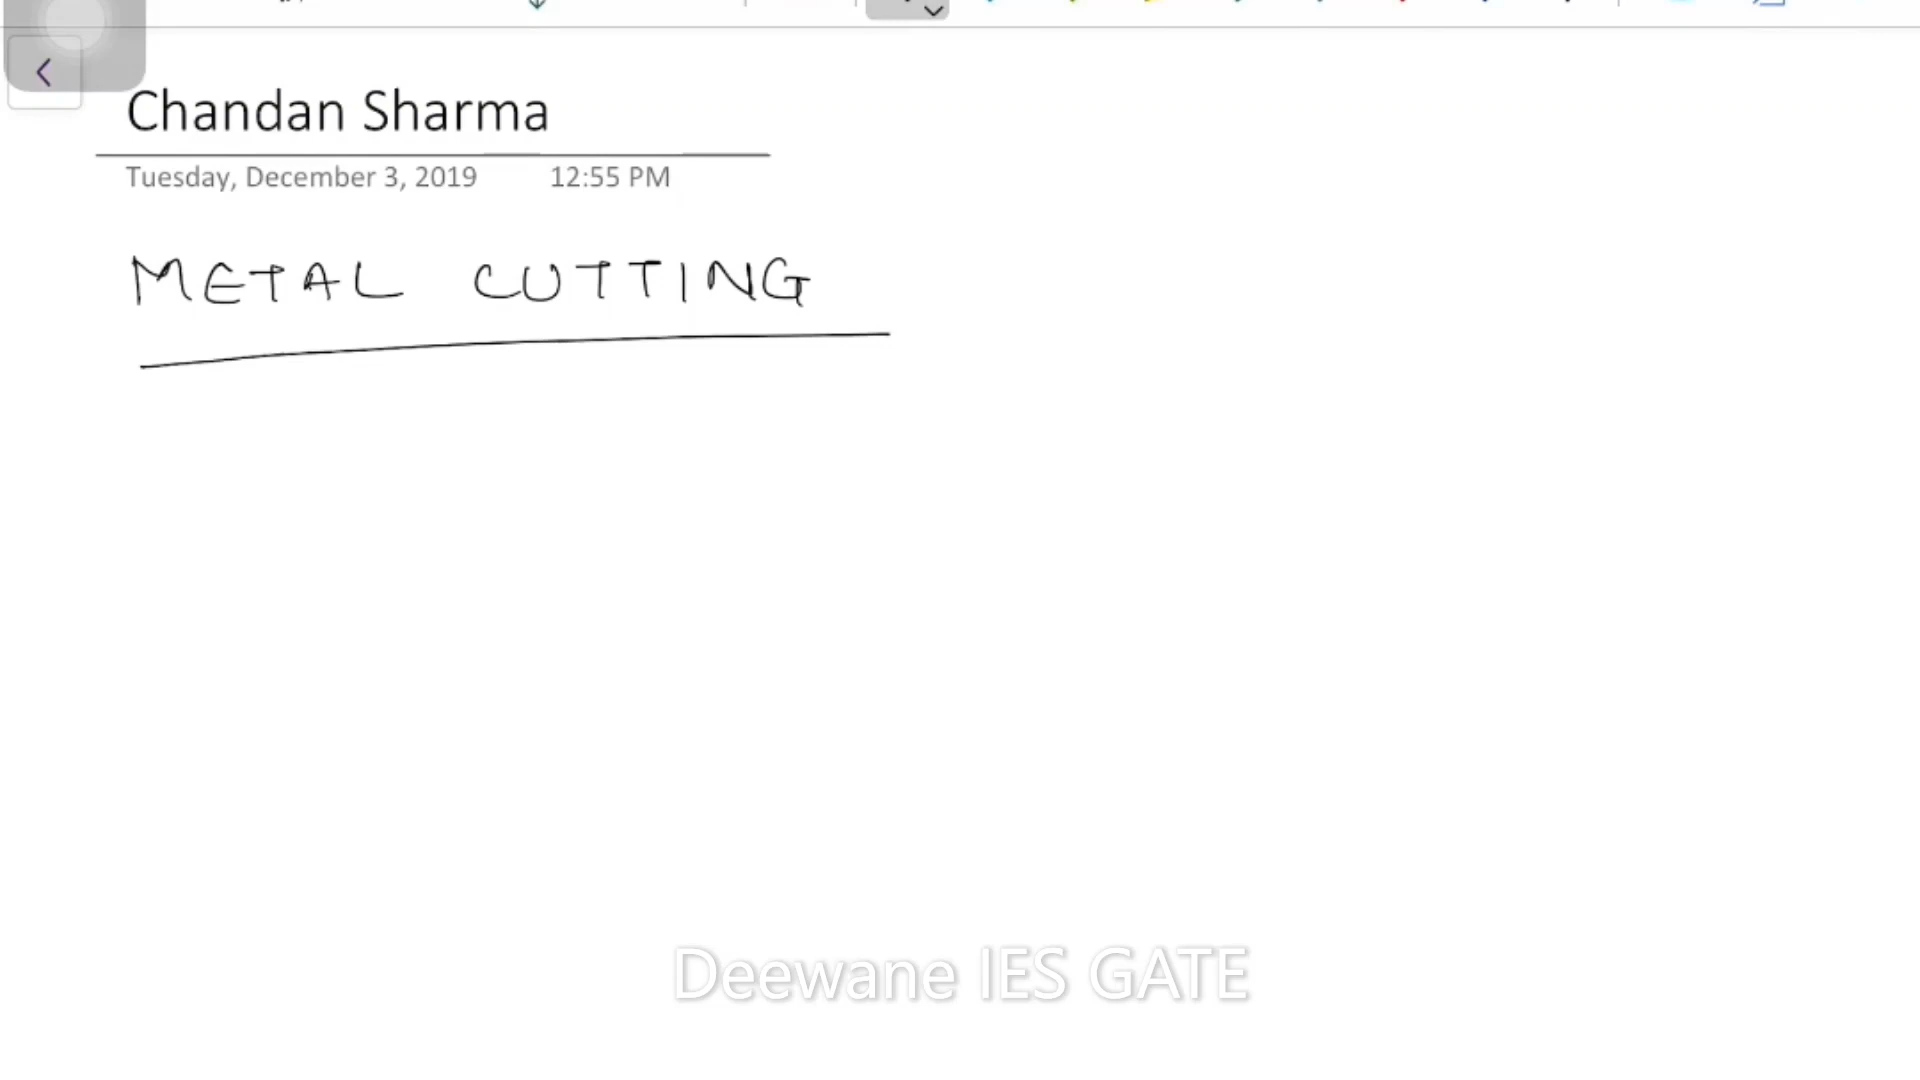 Chandan Sharma
Tuesday, December 3, 2019 12:55 PM
METAL CUTTING
Deewane IES GATE